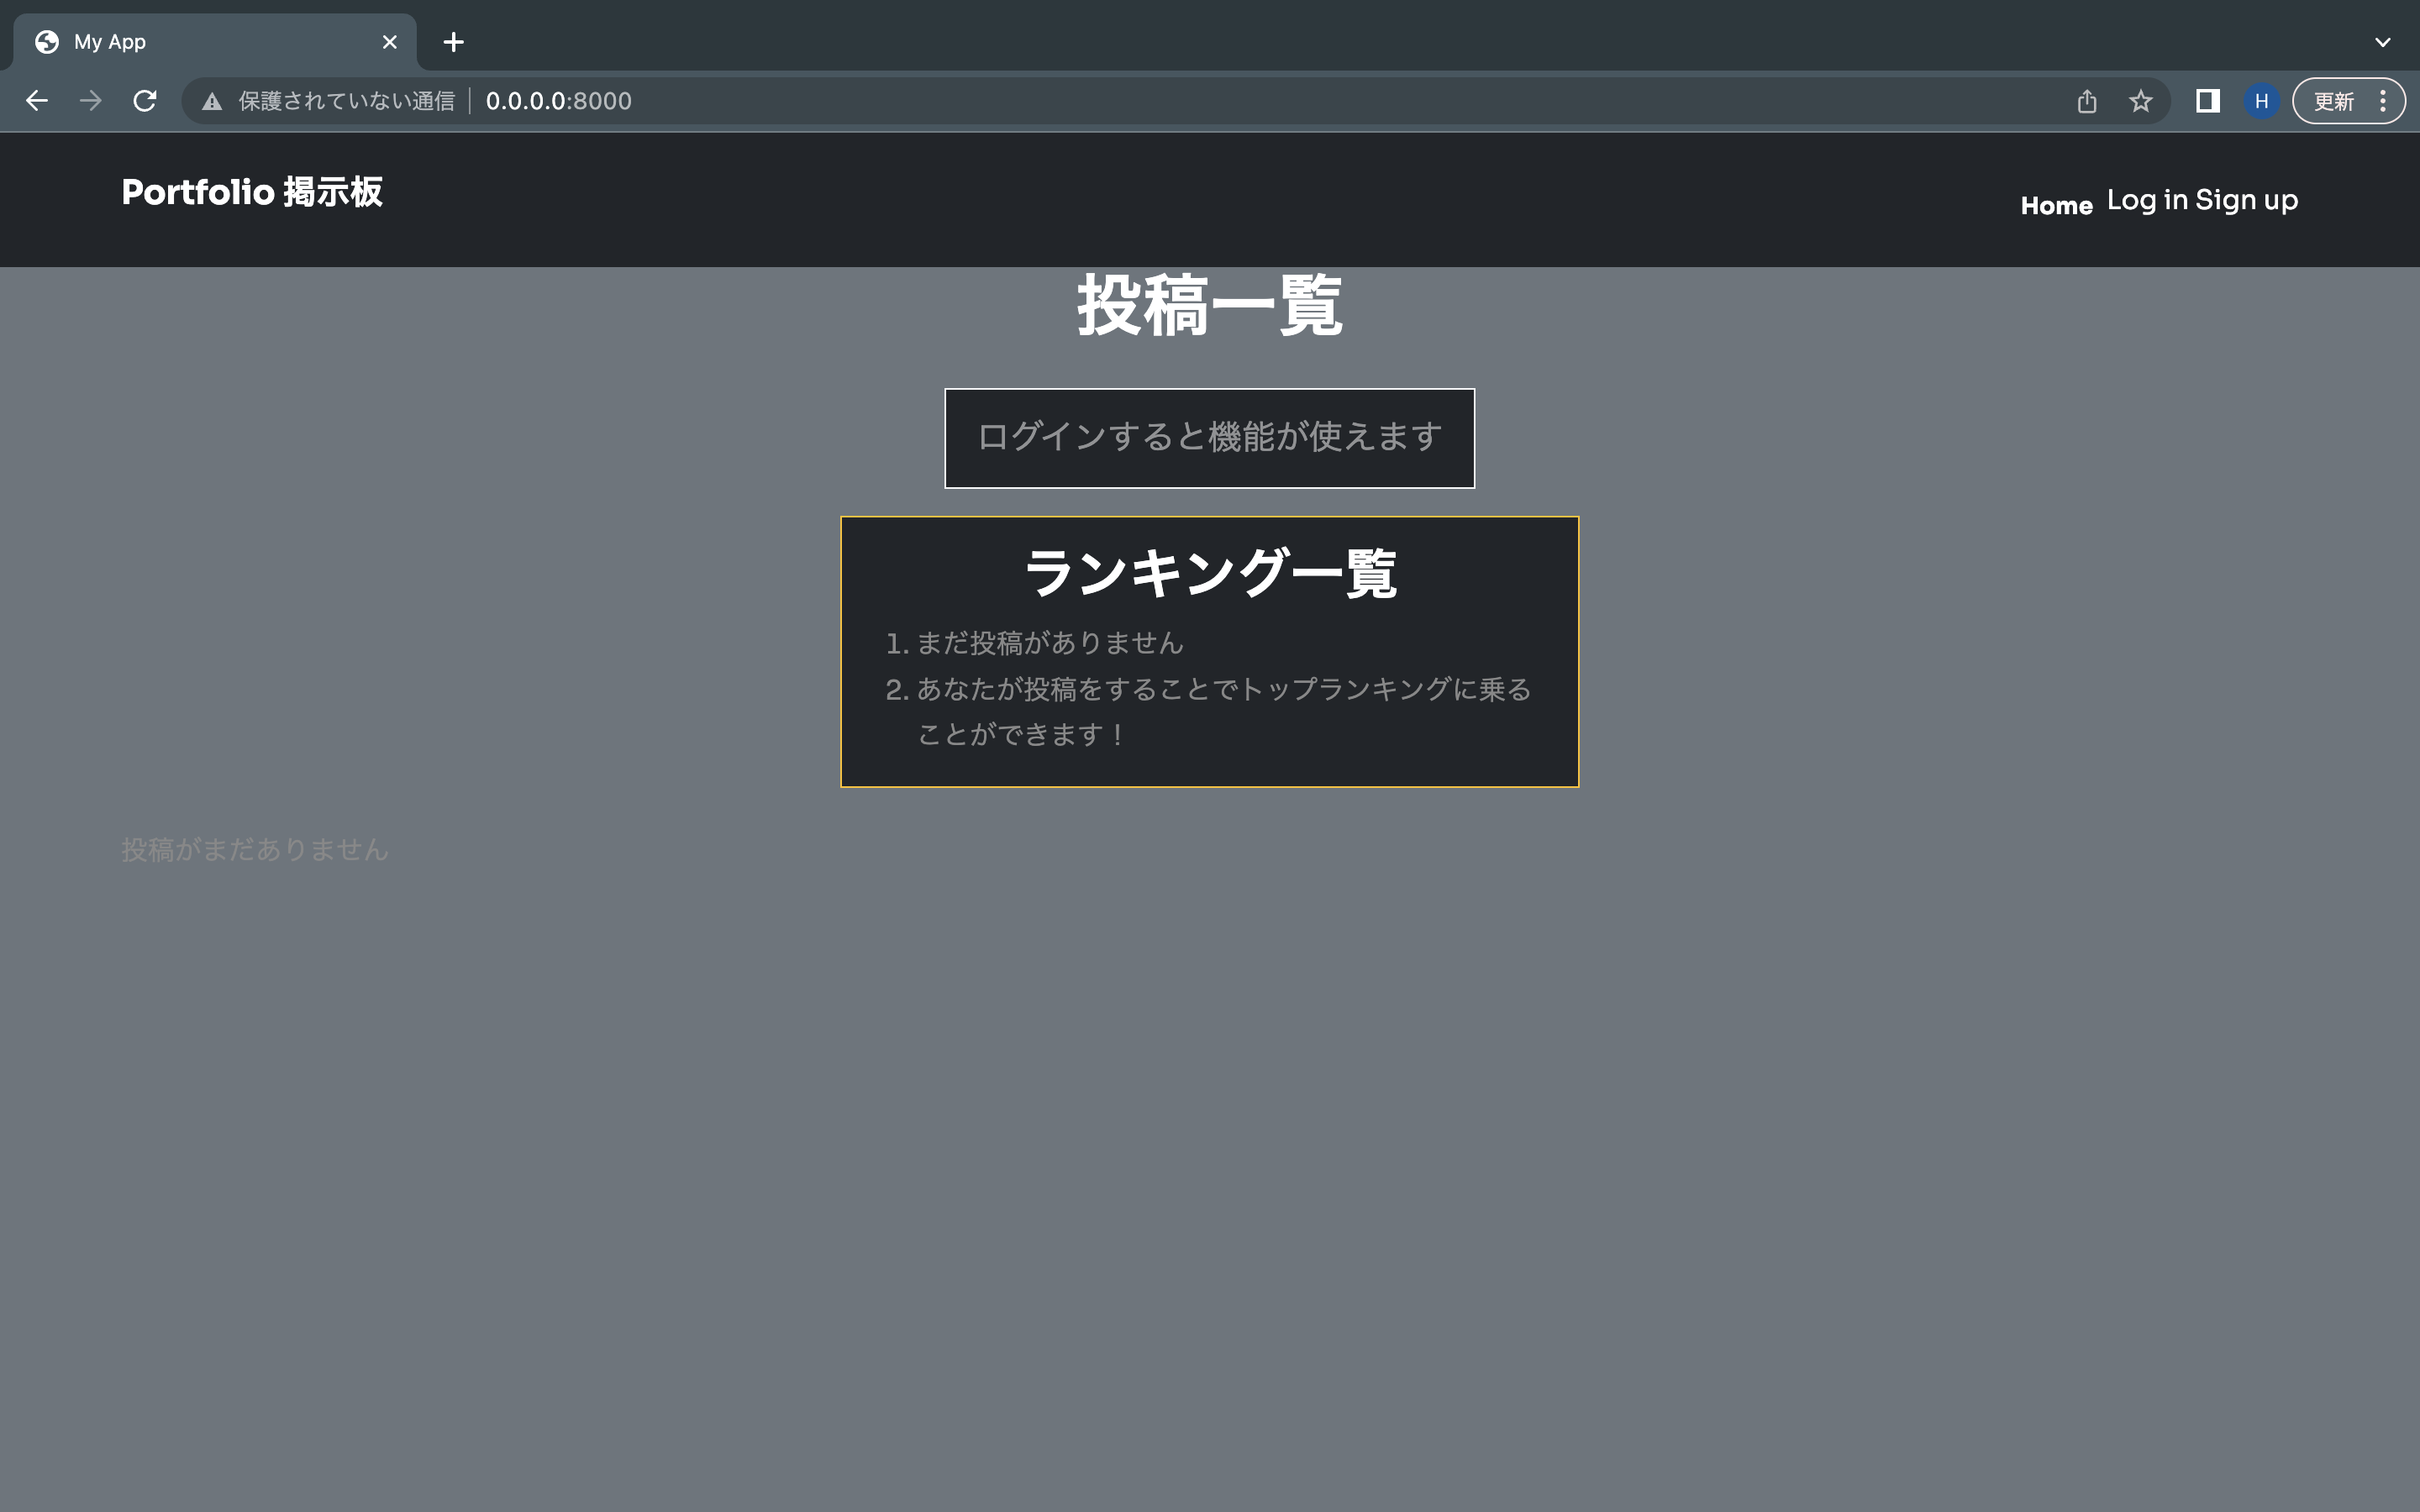 My App
保護されていない通信 0.0.0.0:8000
H
更新
Portfolio 掲示板
Home Log in Sign up
投稿一覧
ログインすると機能が使えます
ランキング一覧
1. まだ投稿がありません
2. あなたが投稿をすることでトップランキングに乗る
ことができます！
投稿がまだありません